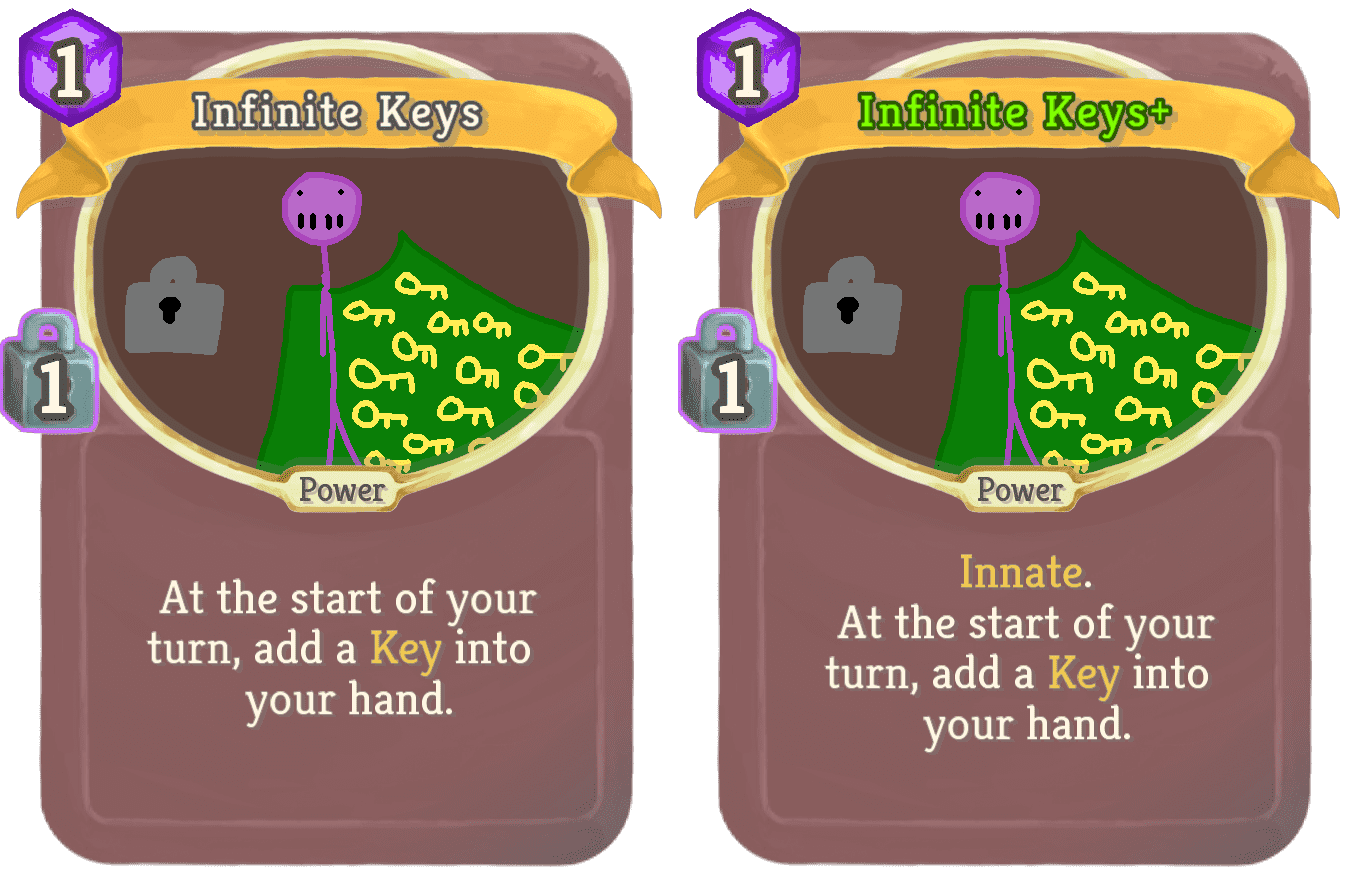 1
Infinite Keys
1
Power
At the start of your
turn, add a Key into
your hand.
1
Infinite Keys+
1
Power
Innate.
At the start of your
turn, add a Key into
your hand.